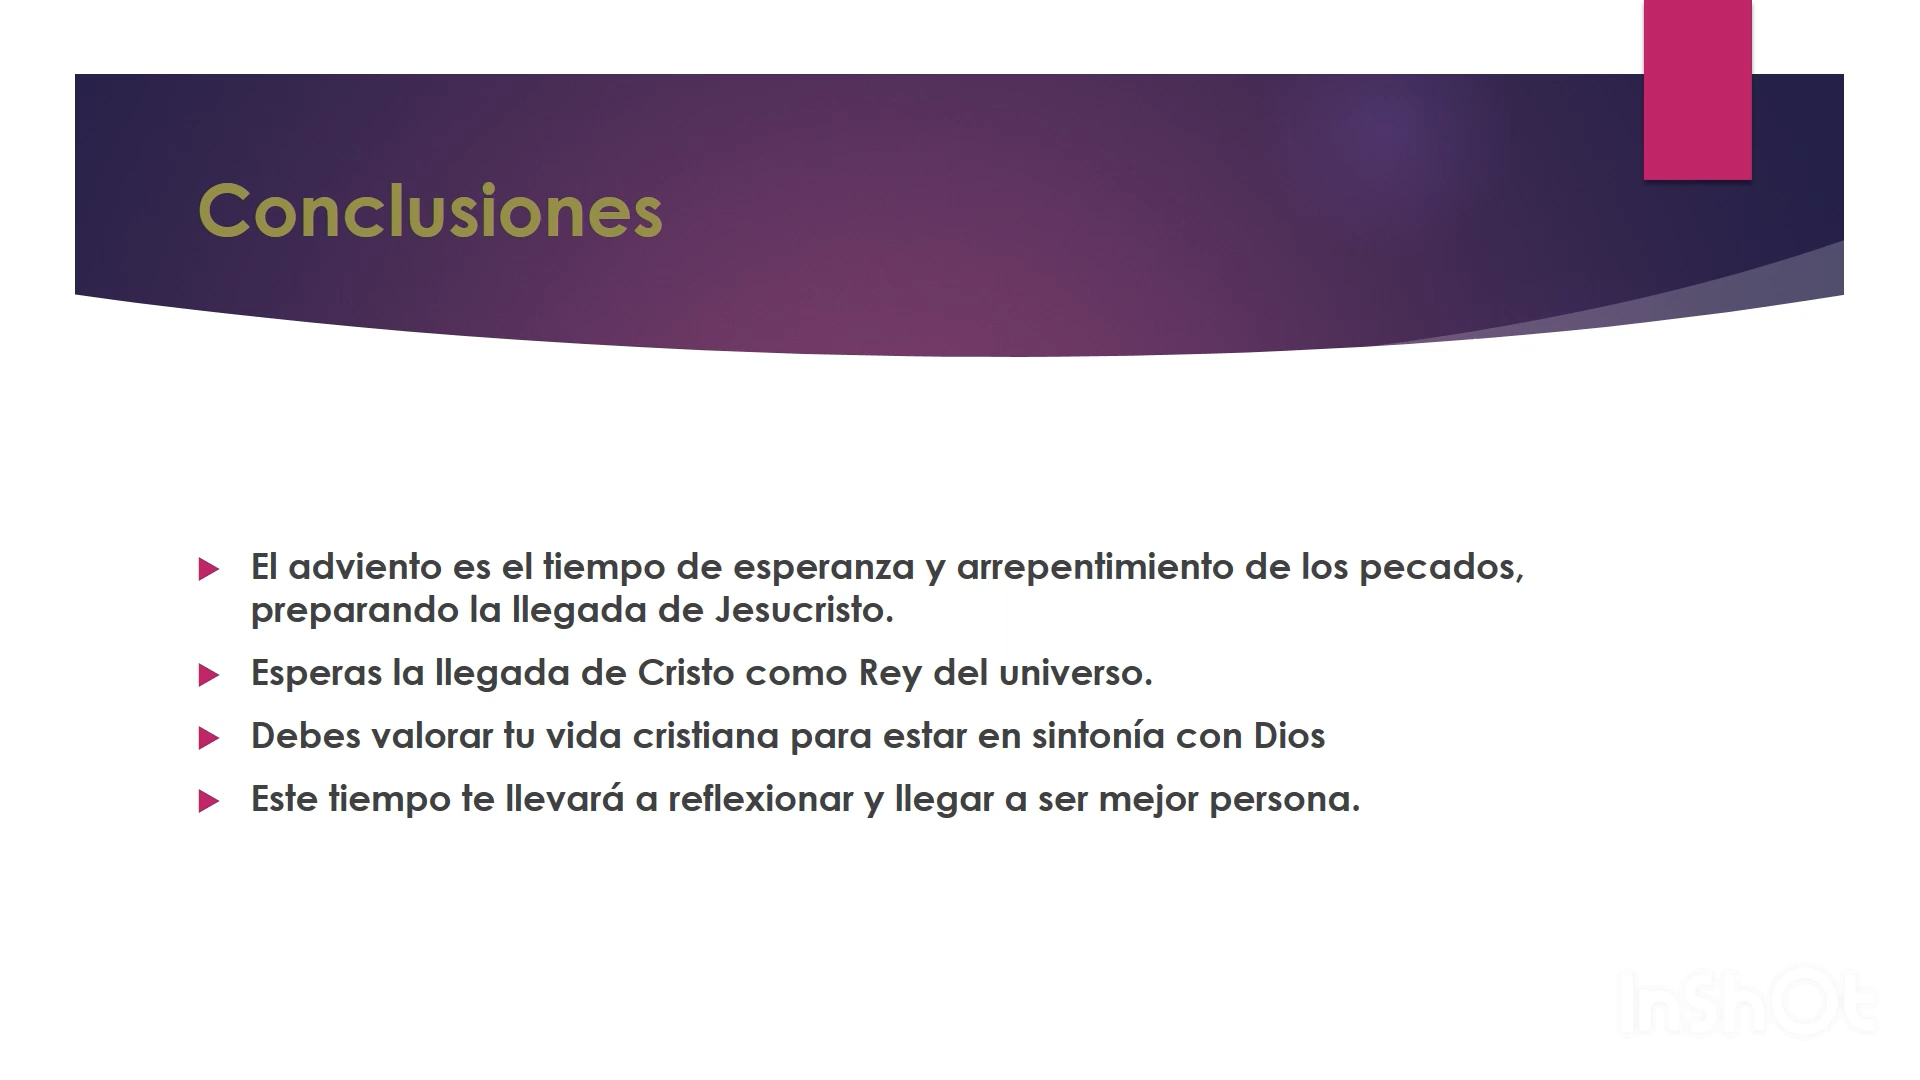 Conclusiones
El adviento es el tiempo de esperanza y arrepentimiento de los pecados,
preparando la llegada de Jesucristo.
Esperas la llegada de Cristo como Rey del universo.
Debes valorar tu vida cristiana para estar en sintonía con Dios
Este tiempo te llevará a reflexionar y llegar a ser mejor persona.
InShOt